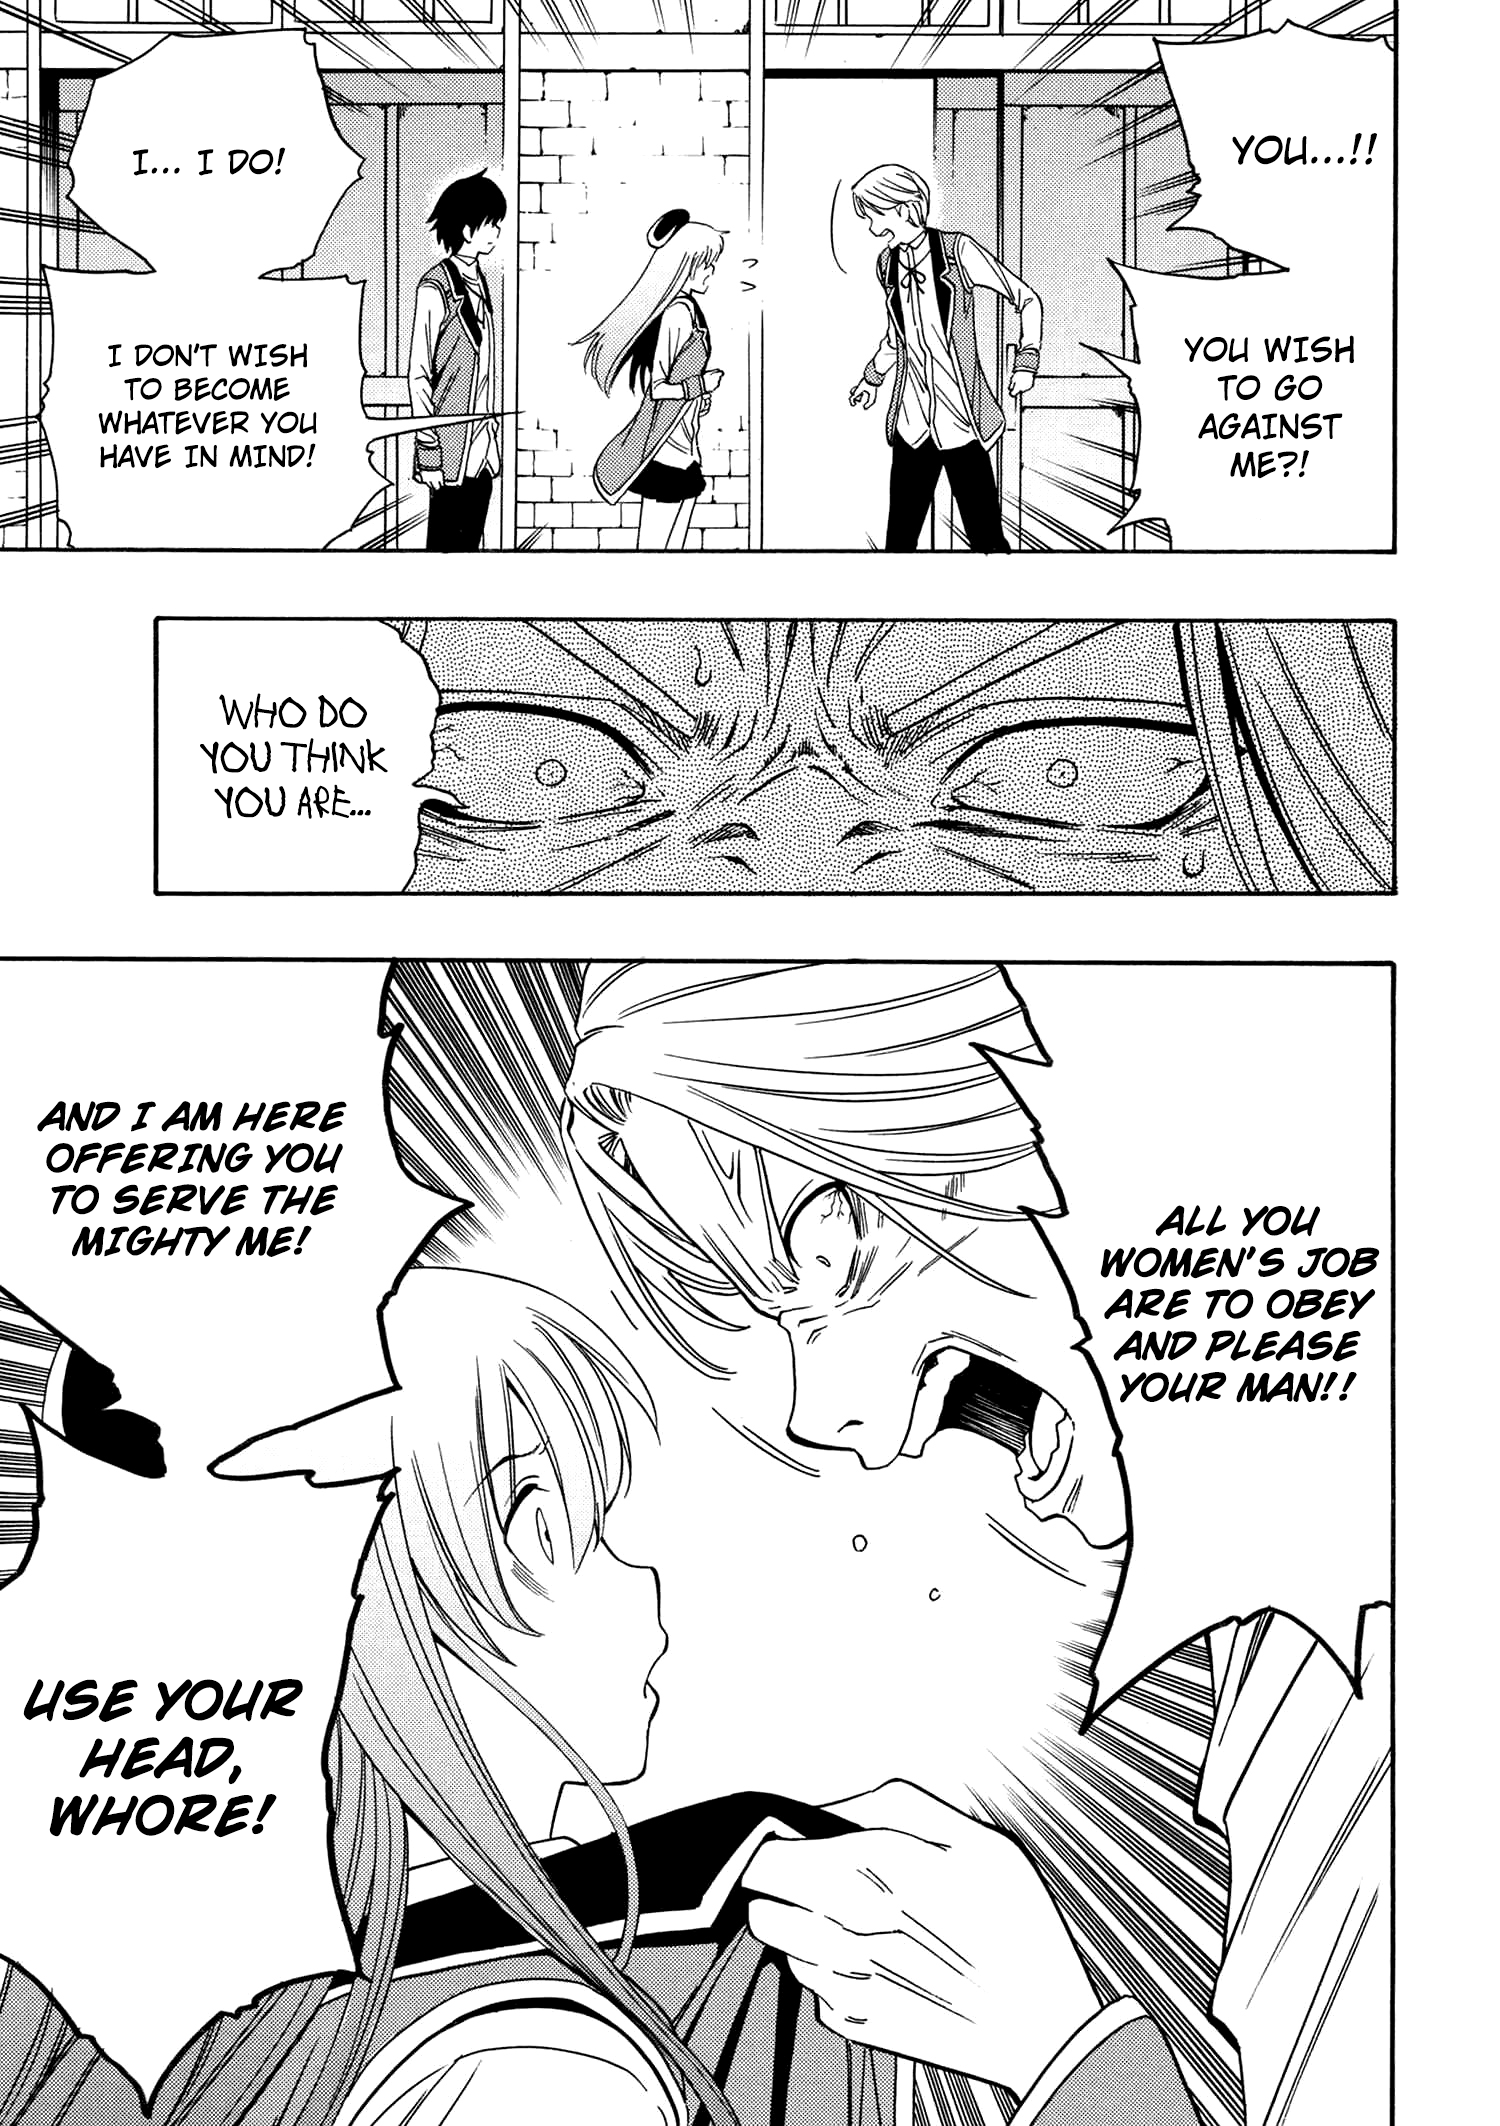 YOU...!!
YOU WISH
TO GO
AGAINST
ME?!
I... I DO!
I DON'T WISH
TO BECOME
WHATEVER YOU
HAVE IN MIND!
WHO DO
YOU THINK
YOU ARE...
ALL YOU
WOMEN'S JOB
ARE TO OBEY
AND PLEASE
YOUR MAN!!
AND I AM HERE
OFFERING YOU
TO SERVE THE
MIGHTY ME!
USE YOUR
HEAD,
WHORE!